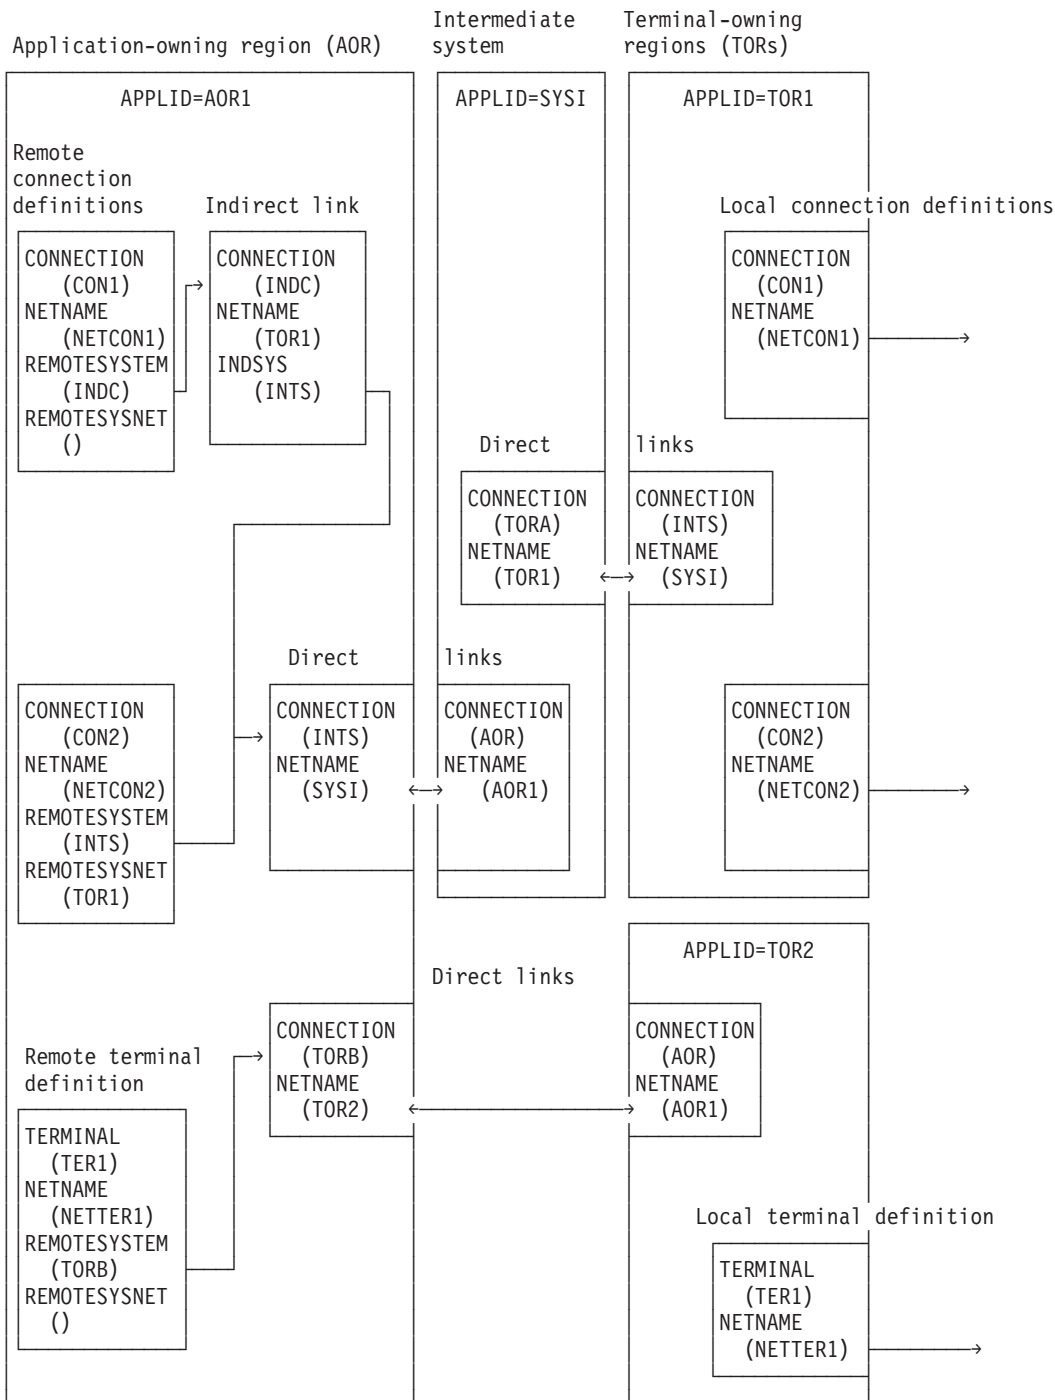 Application-owning region (AOR)
Intermediate
system
Terminal-owning
regions (TORs)
APPLID=AOR1
APPLID=SYSI
APPLID=TOR1
Remote
connection
definitions
Indirect link
Local connection definitions
CONNECTION
(CON1)
NETNAME
(NETCON1)
REMOTESYSTEM
(INDC)
REMOTESYSNET
()
CONNECTION
(INDC)
NETNAME
(TOR1)
INDSYS
(INTS)
CONNECTION
(CON1)
NETNAME
(NETCON1)
Direct links
CONNECTION
(TORA)
NETNAME
(TOR1)
CONNECTION
(INTS)
NETNAME
(SYSI)
Direct links
CONNECTION
(CON2)
NETNAME
(NETCON2)
REMOTESYSTEM
(INTS)
REMOTESYSNET
(TOR1)
CONNECTION
(INTS)
NETNAME
(SYSI)
CONNECTION
(AOR)
NETNAME
(AOR1)
CONNECTION
(CON2)
NETNAME
(NETCON2)
APPLID=TOR2
Direct links
CONNECTION
(TORB)
NETNAME
(TOR2)
CONNECTION
(AOR)
NETNAME
(AOR1)
Remote terminal
definition
TERMINAL
(TER1)
NETNAME
(NETTER1)
REMOTESYSTEM
(TORB)
REMOTESYSNET
()
Local terminal definition
TERMINAL
(TER1)
NETNAME
(NETTER1)